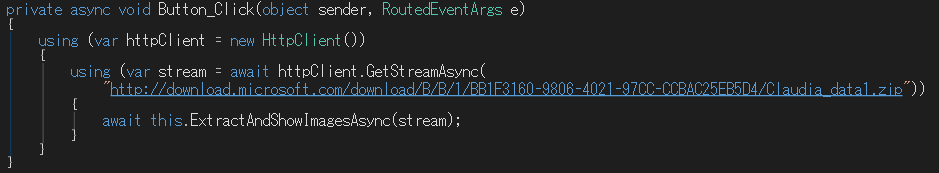 private async void Button_Click(object sender, RoutedEventArgs e)
{
using (var httpClient = new HttpClient())
{
using (var stream = await httpClient.GetStreamAsync(
"http://download.microsoft.com/download/B/B/1/BB1F3160-9806-4021-97CC-CCBAC25EB5D4/Claudia_data1.zip"))
{
await this.ExtractAndShowImagesAsync(stream);
}
}
}